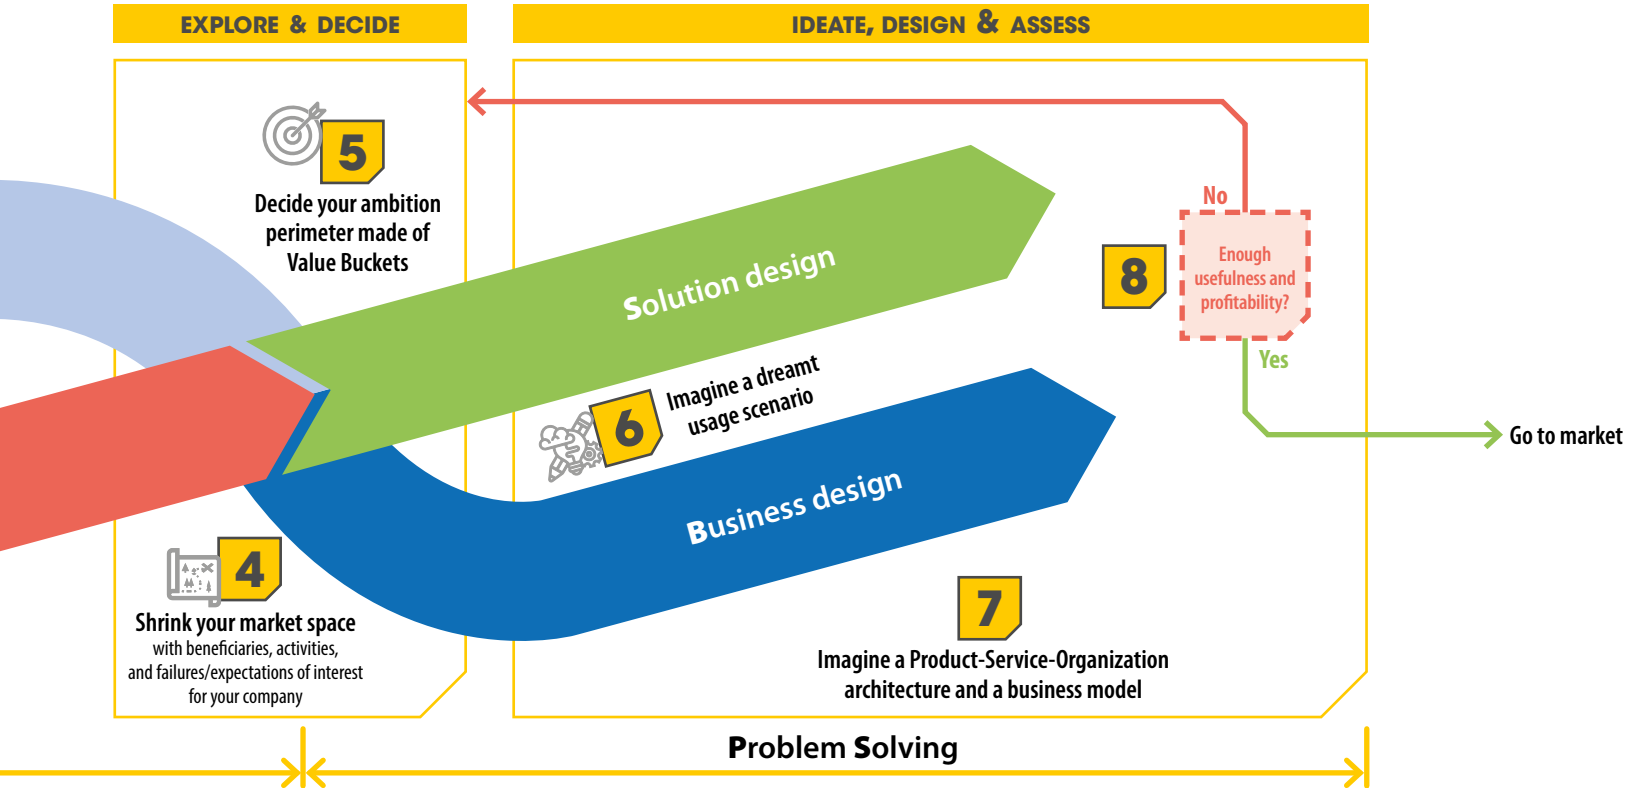 EXPLORE & DECIDE
IDEATE, DESIGN & ASSESS
5
Decide your ambition
perimeter made of
Value Buckets
4
Shrink your market space
with beneficiaries, activities,
and failures/expectations of interest
for your company
Solution design
6
Imagine a dreamt
usage scenario
Business design
7
Imagine a Product-Service-Organization
architecture and a business model
8
No
Enough
usefulness and
profitability?
Yes
Go to market
Problem Solving